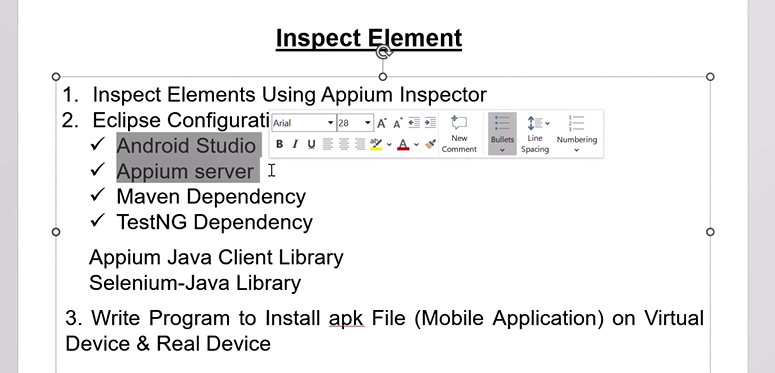 Inspect Element
1. Inspect Elements Using Appium Inspector
2. Eclipse Configurati
Arial 28
New Comment
Bullets
Line Spacing
Numbering
B I U
✓ Android Studio
✓ Appium server
✓ Maven Dependency
✓ TestNG Dependency
Appium Java Client Library
Selenium-Java Library
3. Write Program to Install apk File (Mobile Application) on Virtual
Device & Real Device